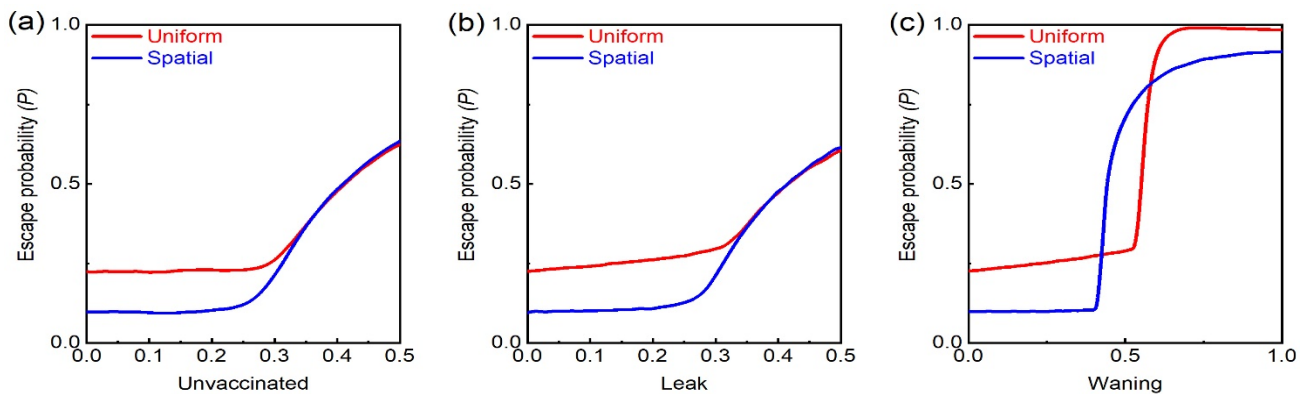 (a)
1.0
0.5
0.0
Escape probability (P)
Uniform
Spatial
0.0 0.1 0.2 0.3 0.4 0.5
Unvaccinated
(b)
1.0
0.5
0.0
Escape probability (P)
Uniform
Spatial
0.0 0.1 0.2 0.3 0.4 0.5
Leak
(c)
1.0
0.5
0.0
Escape probability (P)
Uniform
Spatial
0.0 0.5 1.0
Waning